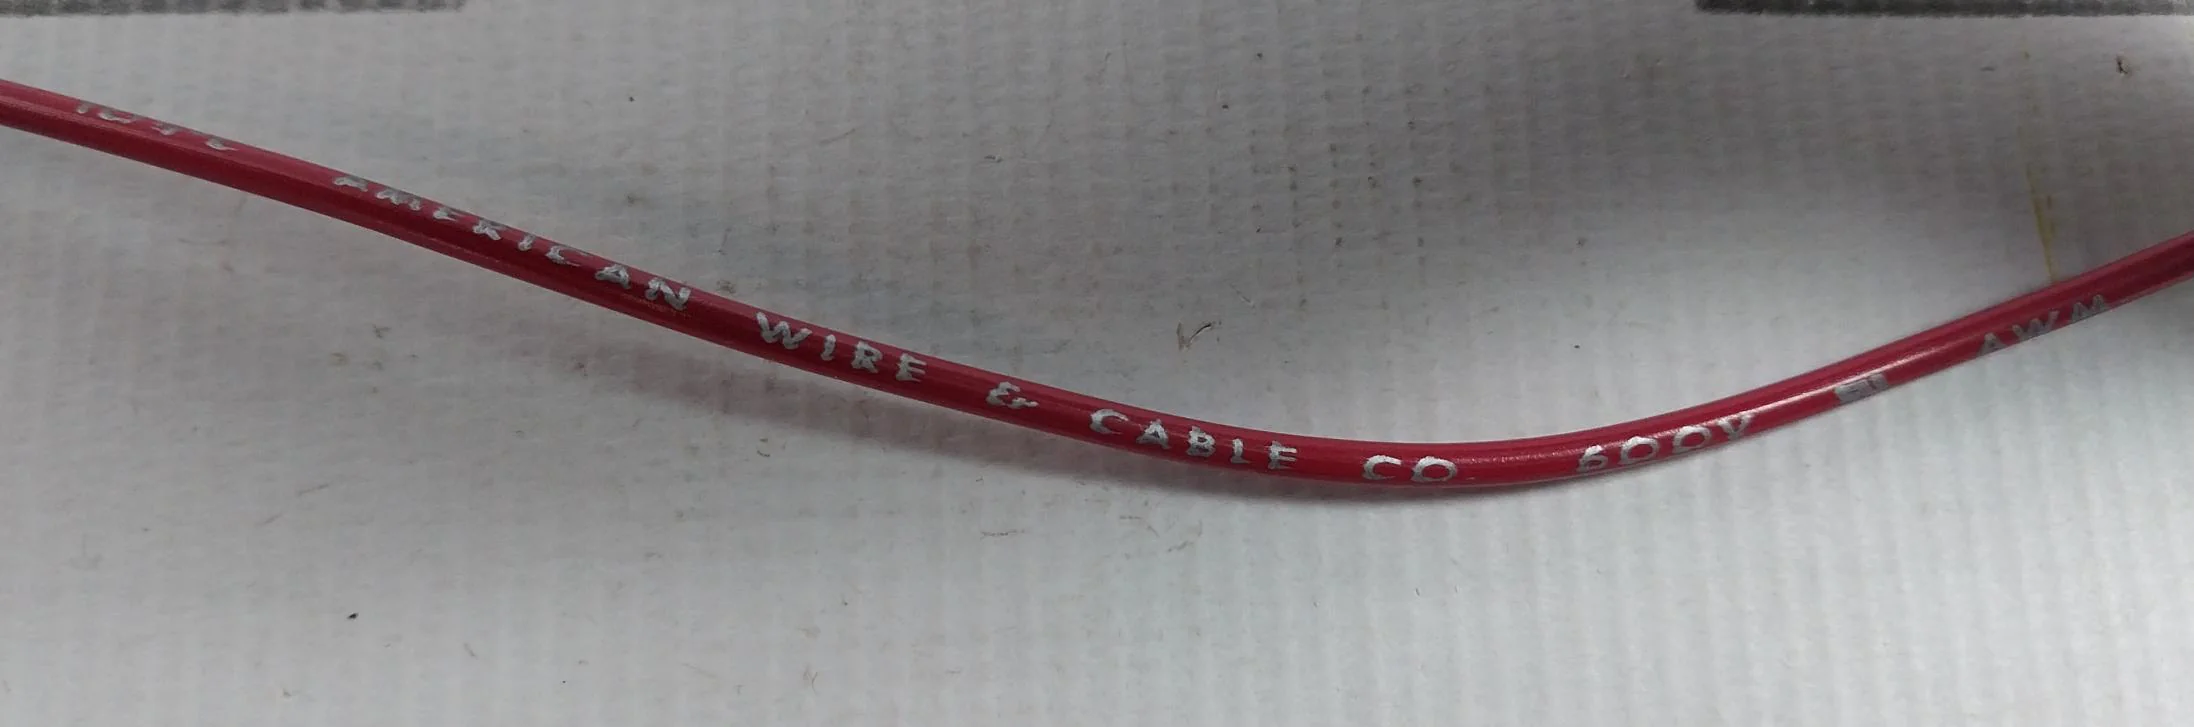 AMERICAN WIRE & CABLE CO. 600V AWM